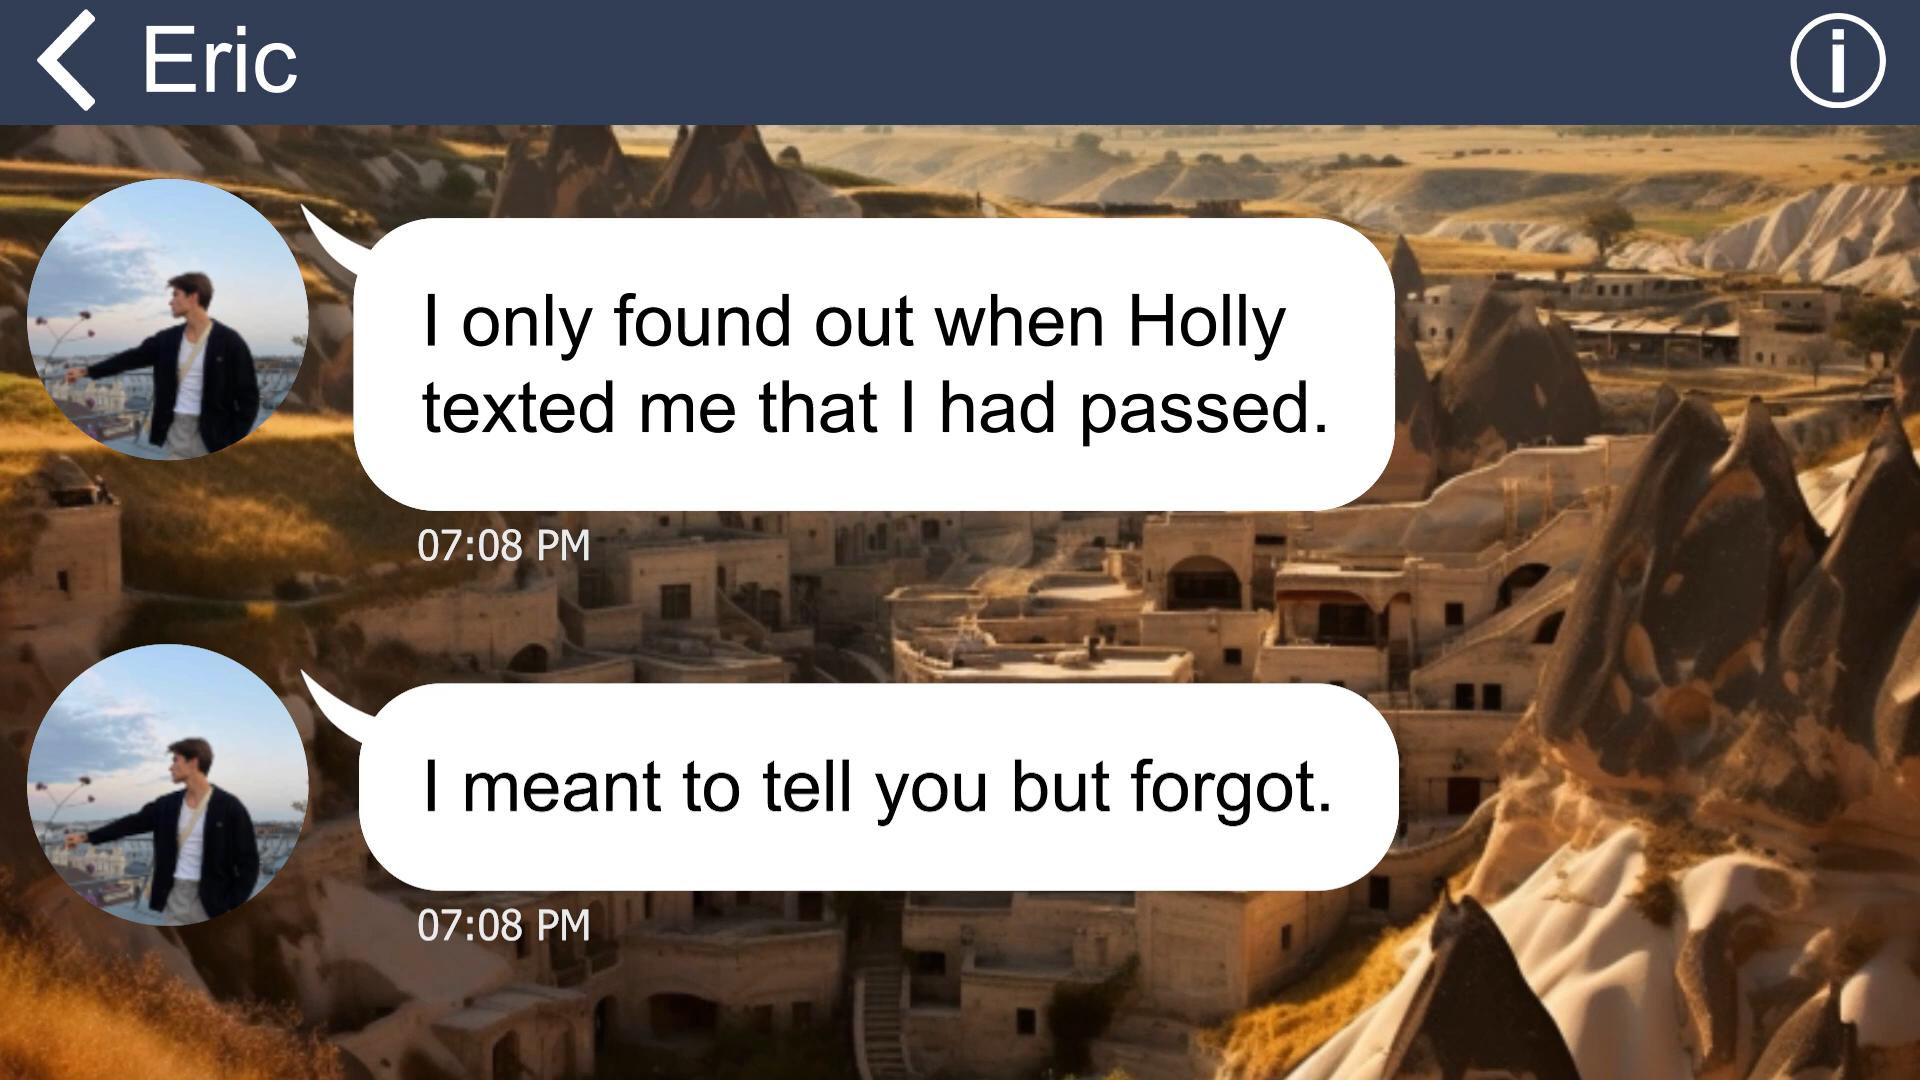 Eric
I only found out when Holly
texted me that I had passed.
07:08 PM
I meant to tell you but forgot.
07:08 PM